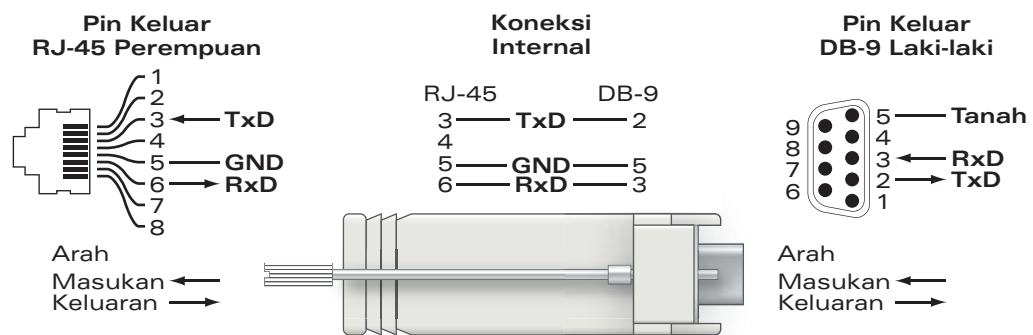 Pin Keluar
RJ-45 Perempuan
1
2
3 TxD
4
5 GND
6 RxD
7
8
Arah
Masukan
Keluaran
Koneksi
Internal
RJ-45 DB-9
3 TxD 2
4
5 GND 5
6 RxD 3
Pin Keluar
DB-9 Laki-laki
5 Tanah
9
4
8
3 RxD
7
2 TxD
6
1
Arah
Masukan
Keluaran